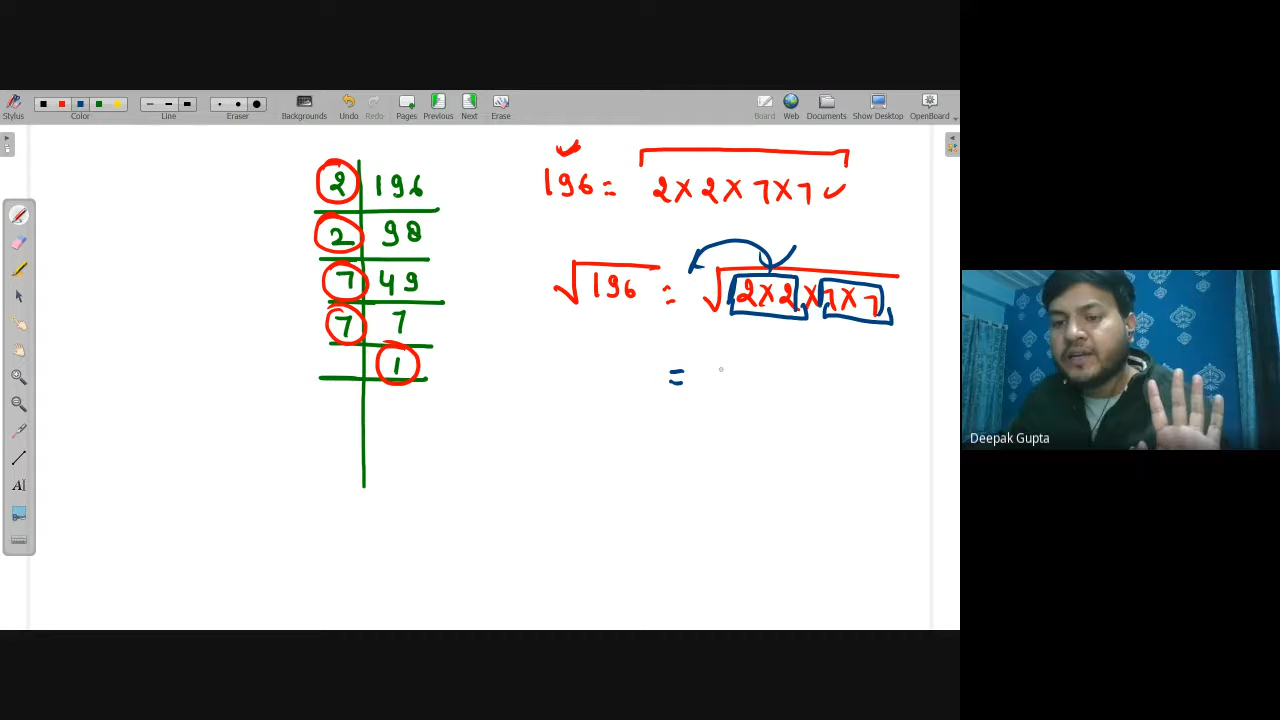 Stylus Color Line Eraser Backgrounds Undo Redo Pages Previous Next Erase Board Web Documents Show Desktop OpenBoard
2 | 196
2 | 98
7 | 49
7 | 7
1
196 = 2×2×7×7
√196 = √2×2×7×7
=
Deepak Gupta